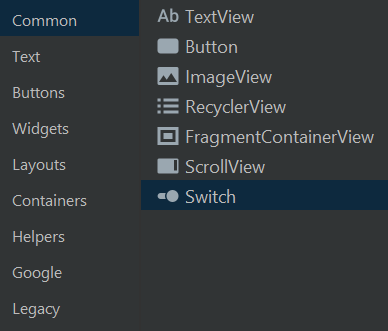 Common
Text
Buttons
Widgets
Layouts
Containers
Helpers
Google
Legacy
Ab TextView
Button
ImageView
RecyclerView
FragmentContainerView
ScrollView
Switch